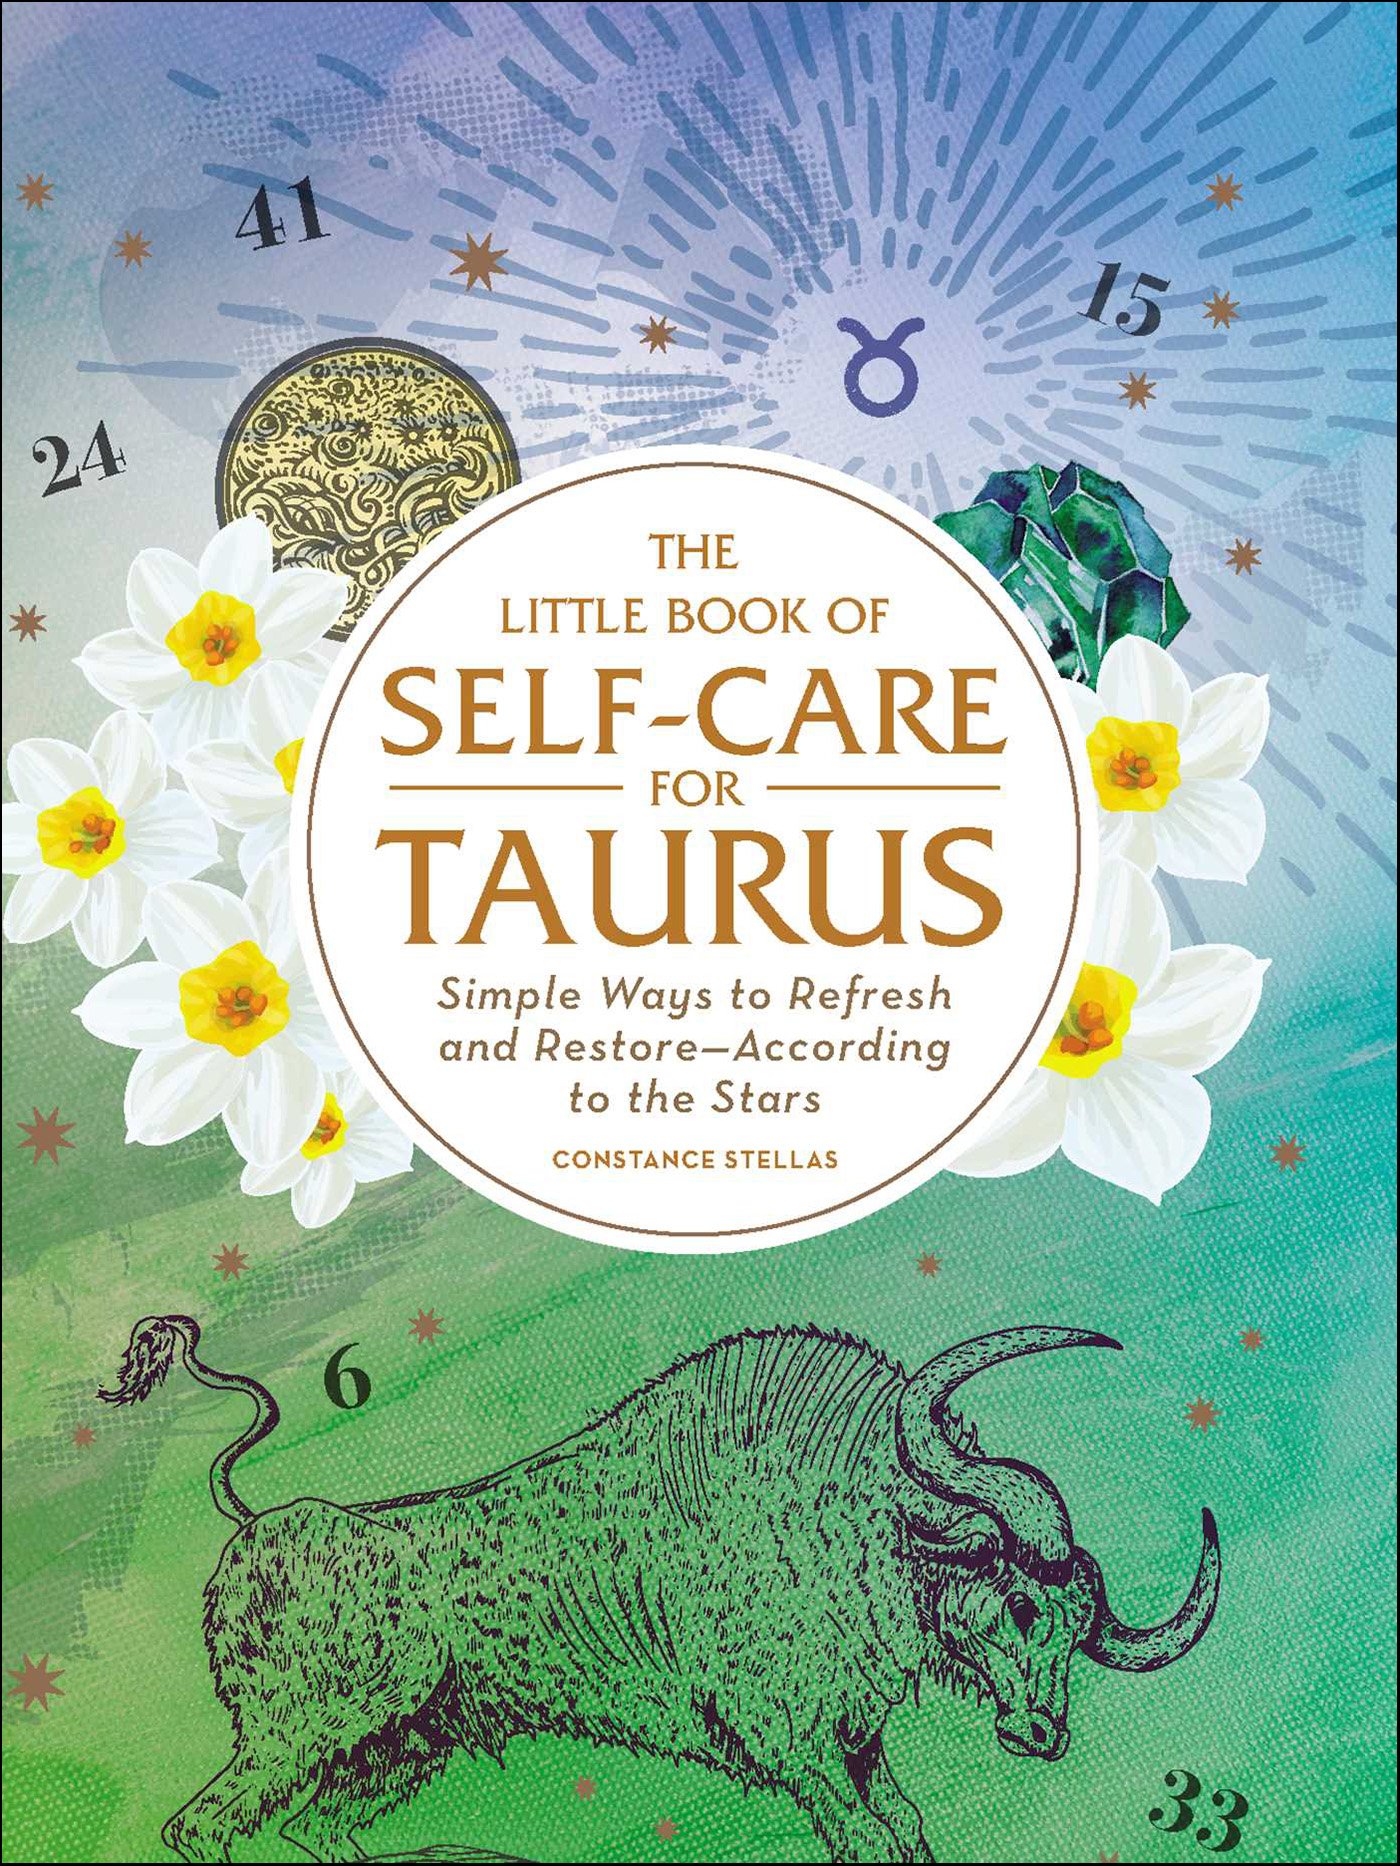 41
15
24
THE
LITTLE BOOK OF
SELF-CARE
FOR
TAURUS
Simple Ways to Refresh
and Restore—According
to the Stars
CONSTANCE STELLAS
6
33